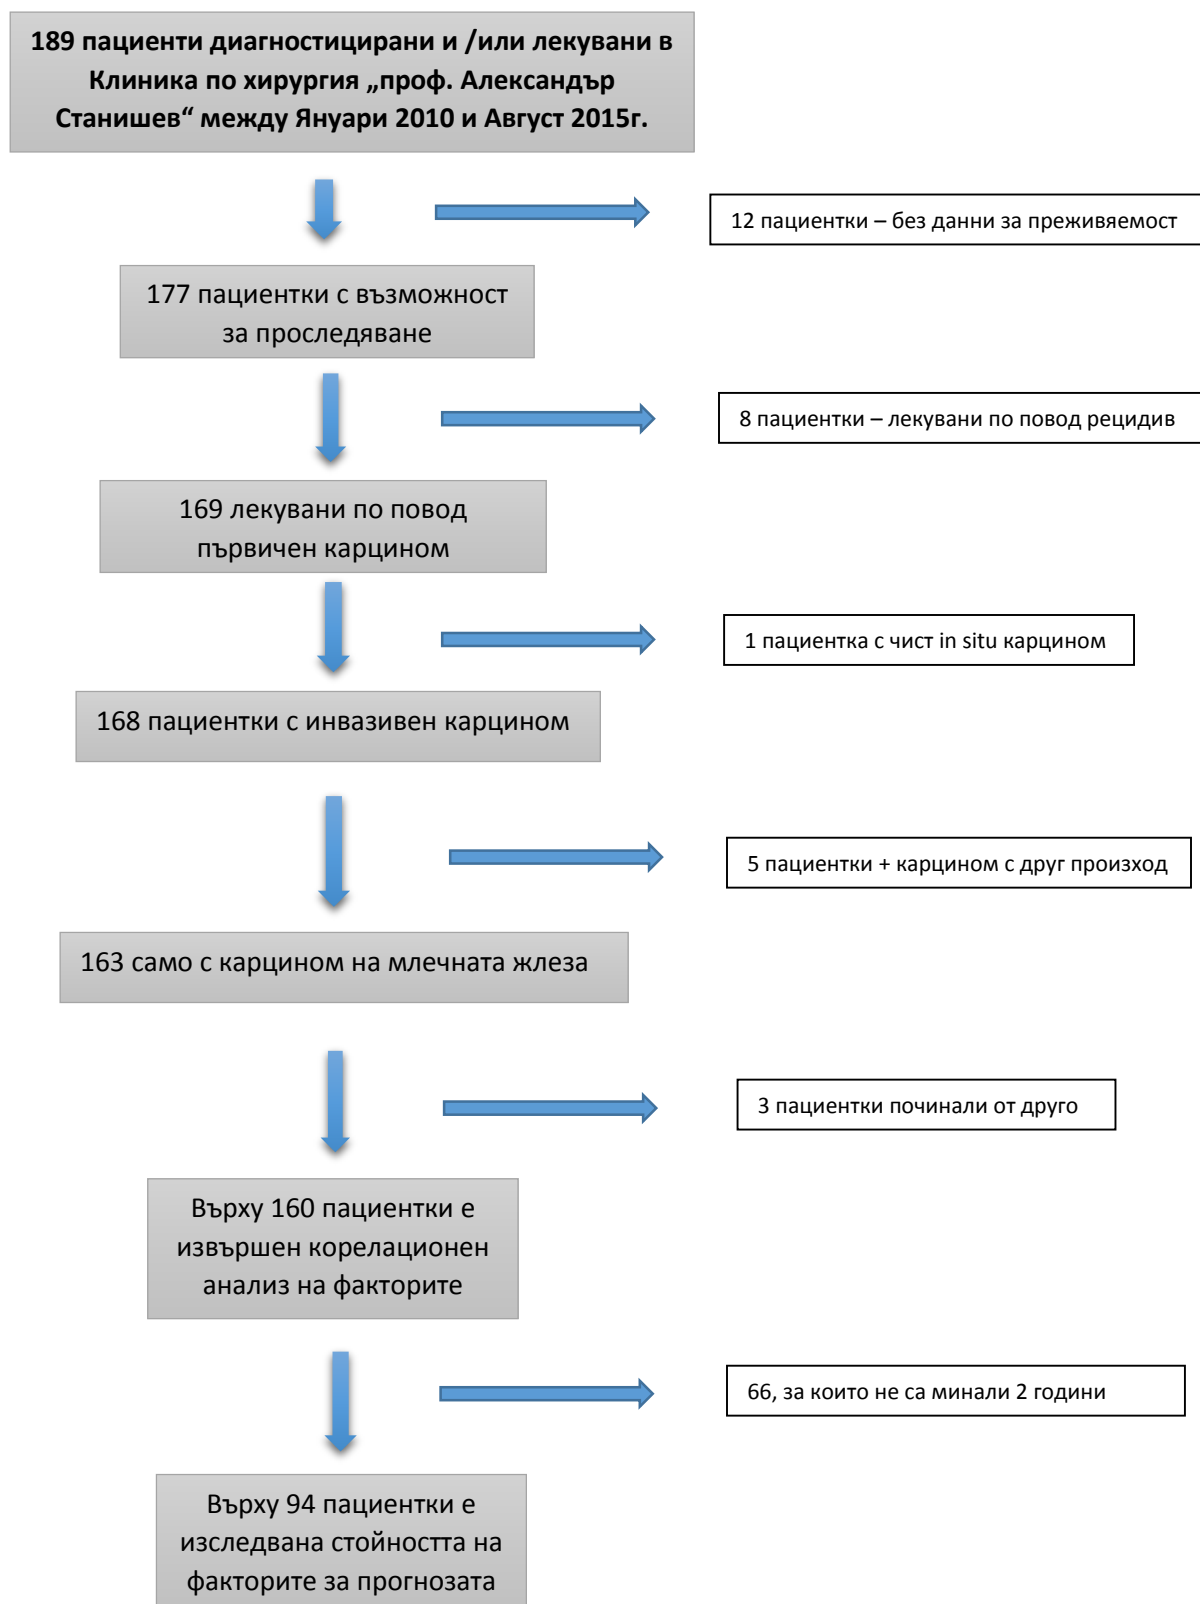 189 пациенти диагностицирани и /или лекувани в
Клиника по хирургия „проф. Александър
Станишев“ между Януари 2010 и Август 2015г.
12 пациентки – без данни за преживяемост
177 пациентки с възможност
за проследяване
8 пациентки – лекувани по повод рецидив
169 лекувани по повод
първичен карцином
1 пациентка с чист in situ карцином
168 пациентки с инвазивен карцином
5 пациентки + карцином с друг произход
163 само с карцином на млечната жлеза
3 пациентки починали от друго
Върху 160 пациентки е
извършен корелационен
анализ на факторите
66, за които не са минали 2 години
Върху 94 пациентки е
изследвана стойността на
факторите за прогнозата